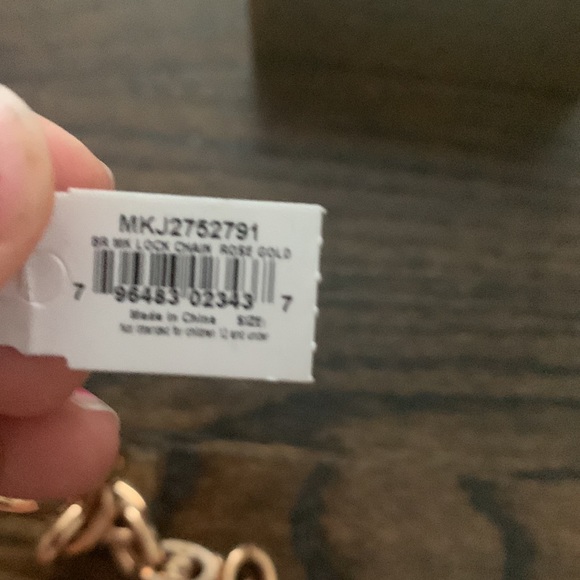 MKJ2752791
BR MK LOCK CHAIN ROSE GOLD
7 96483 02343 7
Made in China SIZE:
Not intended for children 12 and under